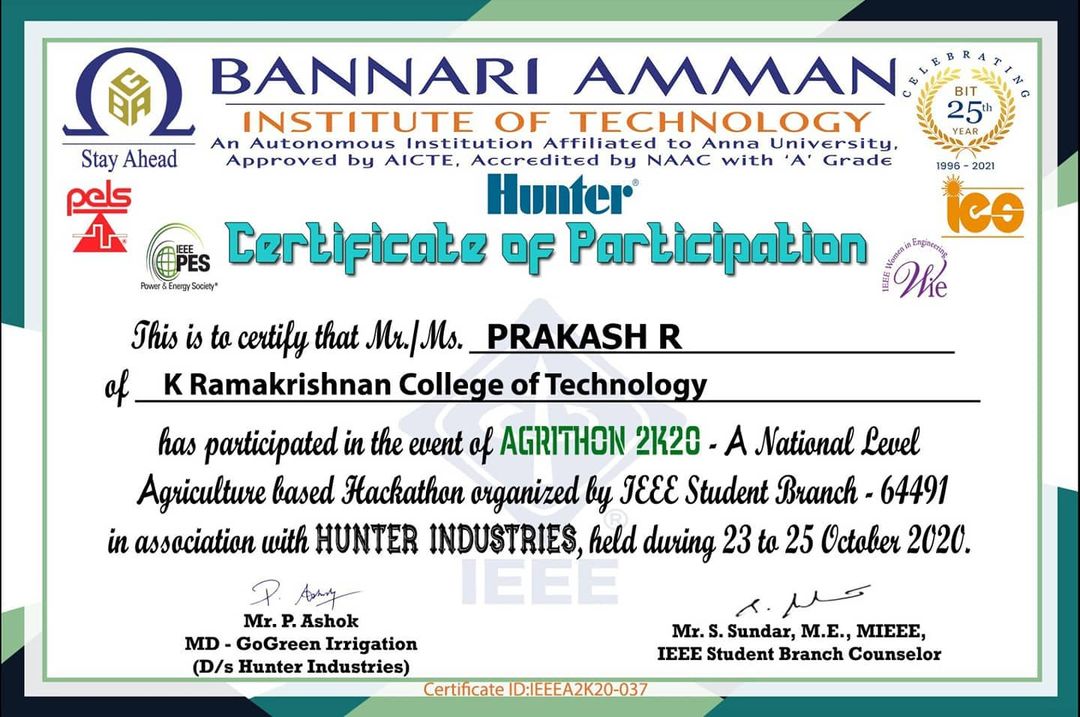 BANNARI AMMAN
INSTITUTE OF TECHNOLOGY
An Autonomous Institution Affiliated to Anna University,
Approved by AICTE, Accredited by NAAC with 'A' Grade
GBA
Stay Ahead
CELEBRATING
BIT
25th
YEAR
1996 - 2021
Hunter®
pels
ies
IEEE
PES
Power & Energy Society®
Certificate of Participation
IEEE Women in Engineering
Wie
This is to certify that Mr./Ms. PRAKASH R
of K Ramakrishnan College of Technology
has participated in the event of AGRITHON 2K20 - A National Level
Agriculture based Hackathon organized by IEEE Student Branch - 64491
in association with HUNTER INDUSTRIES, held during 23 to 25 October 2020.
®
IEEE
P. Ashok
Mr. P. Ashok
MD - GoGreen Irrigation
(D/s Hunter Industries)
Mr. S. Sundar, M.E., MIEEE,
IEEE Student Branch Counselor
Certificate ID:IEEEA2K20-037